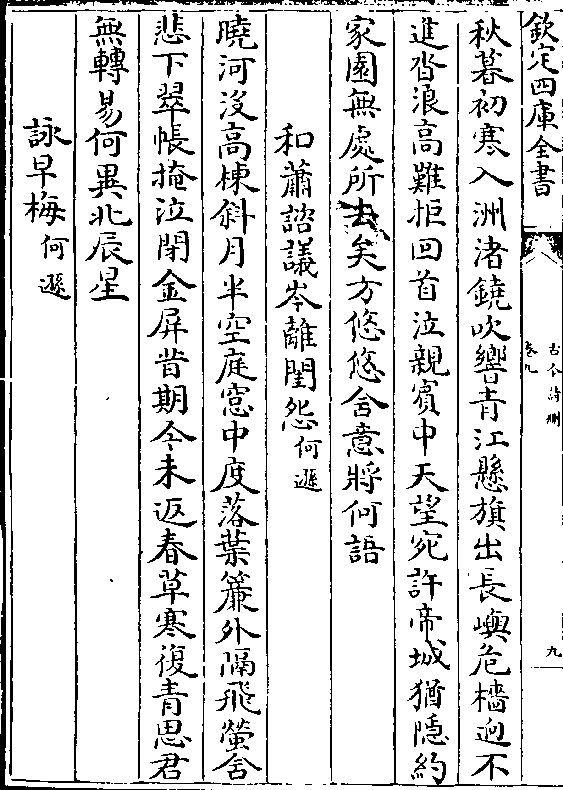 欽定四庫全書
古今詩刪
卷九
九
秋暮初寒入洲渚鐃吹響青江懸旗出長嶼危檣迥不
進沓浪高難拒回首泣親賔中天望宛許帝城猶隱約
家園無處所去矣方悠悠含意將何語
和蕭諮議岑離閨怨何遜
曉河没高棟斜月半空庭窓中度落葉簾外隔飛螢含
悲下翠帳掩泣閉金屏昔期今未返春草寒復青思君
無轉易何異北辰星
詠早梅何遜